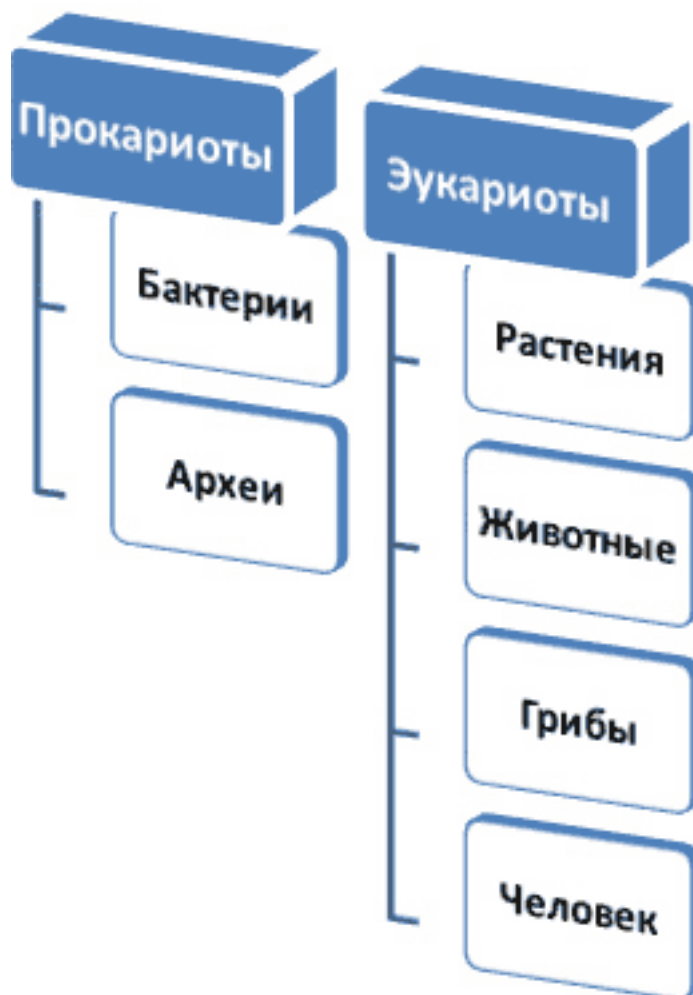 Прокариоты
Бактерии
Археи
Эукариоты
Растения
Животные
Грибы
Человек